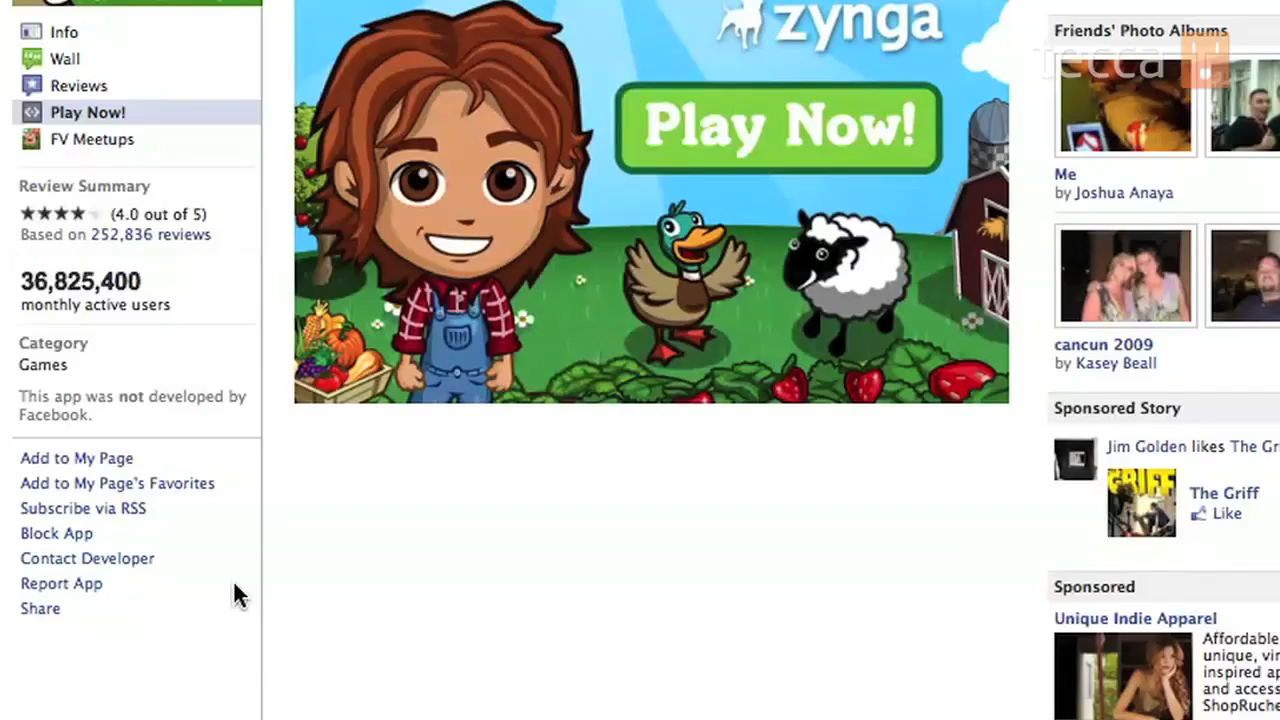 Info
Wall
Reviews
Play Now!
FV Meetups
Review Summary
(4.0 out of 5)
Based on 252,836 reviews
36,825,400
monthly active users
Category
Games
This app was not developed by
Facebook.
Add to My Page
Add to My Page's Favorites
Subscribe via RSS
Block App
Contact Developer
Report App
Share
zynga
Play Now!
Friends' Photo Albums
tecca T
Me
by Joshua Anaya
cancun 2009
by Kasey Beall
Sponsored Story
Jim Golden likes The Gri
GRIFF
The Griff
Like
Sponsored
Unique Indie Apparel
Affordable
unique, vin
inspired ap
and access
ShopRuche